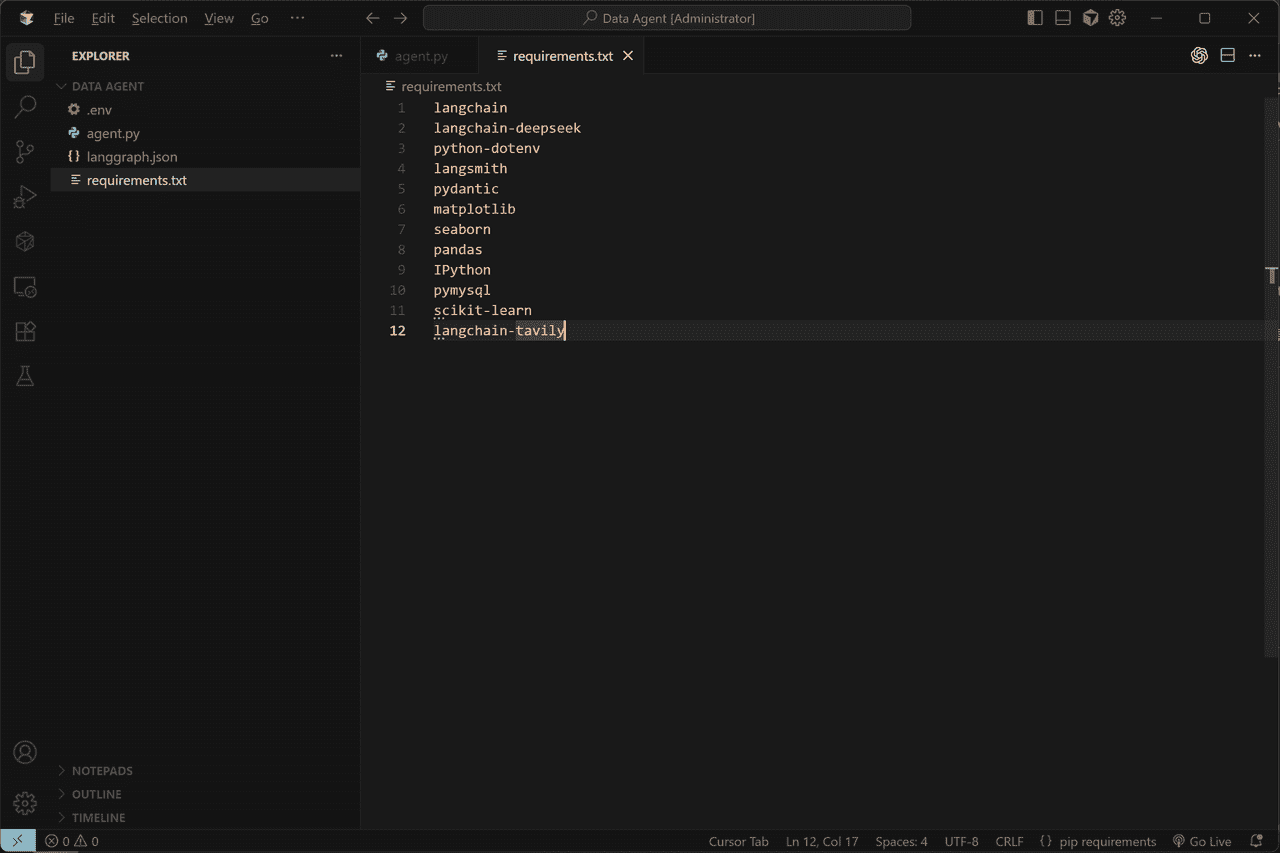 File Edit Selection View Go ···
Data Agent [Administrator]
EXPLORER
DATA AGENT
.env
agent.py
{} langgraph.json
requirements.txt
agent.py
requirements.txt
requirements.txt
1 langchain
2 langchain-deepseek
3 python-dotenv
4 langsmith
5 pydantic
6 matplotlib
7 seaborn
8 pandas
9 IPython
10 pymysql
11 scikit-learn
12 langchain-tavily
NOTEPADS
OUTLINE
TIMELINE
0 0 Cursor Tab Ln 12, Col 17 Spaces: 4 UTF-8 CRLF {} pip requirements Go Live